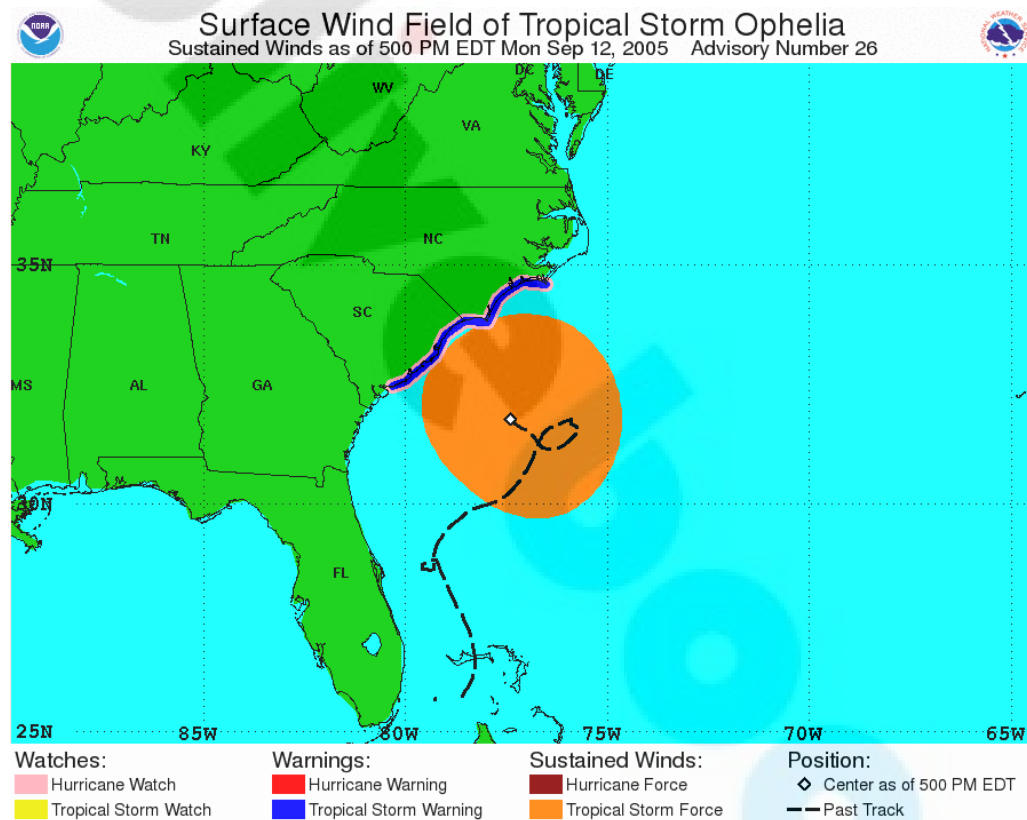 Surface Wind Field of Tropical Storm Ophelia
Sustained Winds as of 500 PM EDT Mon Sep 12, 2005 Advisory Number 26
NOAA
NATIONAL WEATHER SERVICE
DC
DE
WV
VA
KY
TN
NC
35N
SC
MS
AL
GA
30N
FL
25N
85W
80W
75W
70W
65W
Watches:
Hurricane Watch
Tropical Storm Watch
Warnings:
Hurricane Warning
Tropical Storm Warning
Sustained Winds:
Hurricane Force
Tropical Storm Force
Position:
Center as of 500 PM EDT
Past Track